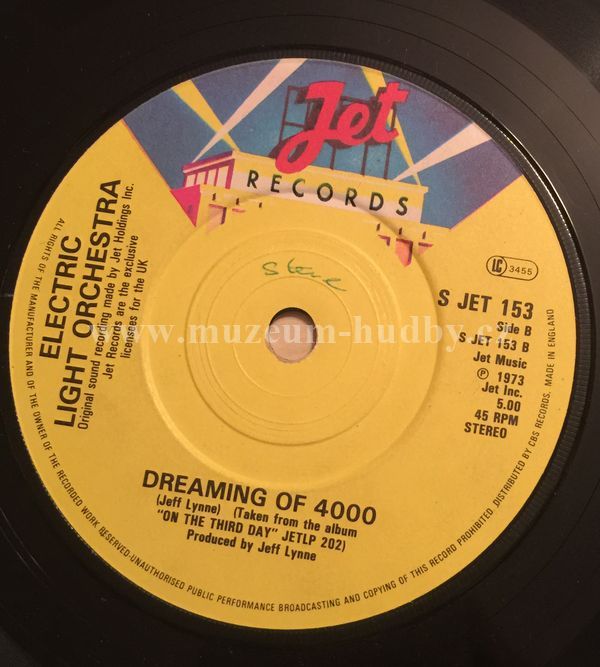 Jet
RECORDS
Steve
LC 3455
S JET 153
Side B
S JET 153 B
Jet Music
℗ 1973
Jet Inc.
5.00
45 RPM
STEREO
www.muzeum-hudby.cz
ELECTRIC
LIGHT ORCHESTRA
Original sound recording made by Jet Holdings Inc.
Jet Records are the exclusive
licensees for the UK
DREAMING OF 4000
(Jeff Lynne) (Taken from the album
"ON THE THIRD DAY" JETLP 202)
Produced by Jeff Lynne
ALL RIGHTS OF THE MANUFACTURER AND OF THE OWNER OF THE RECORDED WORK RESERVED-UNAUTHORISED PUBLIC PERFORMANCE BROADCASTING AND COPYING OF THIS RECORD PROHIBITED. DISTRIBUTED BY CBS RECORDS. MADE IN ENGLAND